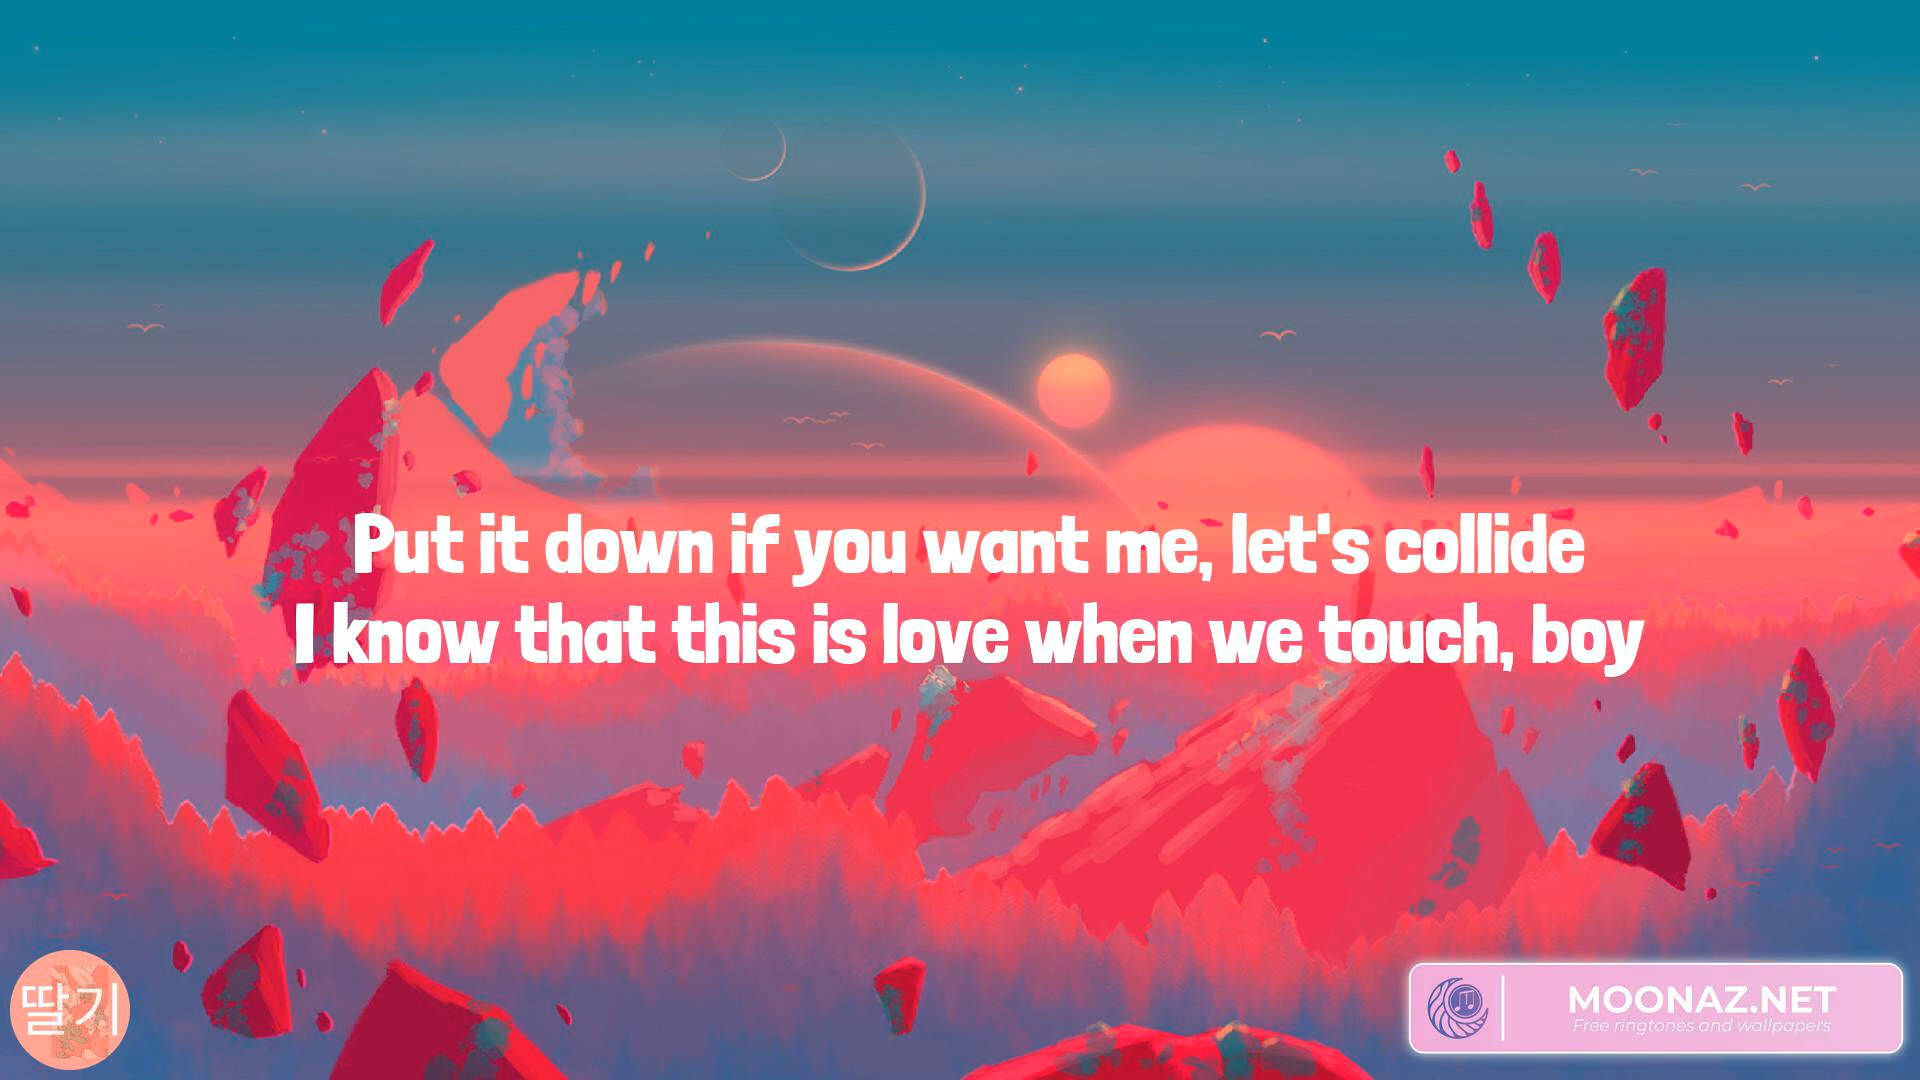 Put it down if you want me, let's collide
I know that this is love when we touch, boy
딸기
MOONAZ.NET
Free ringtones and wallpapers